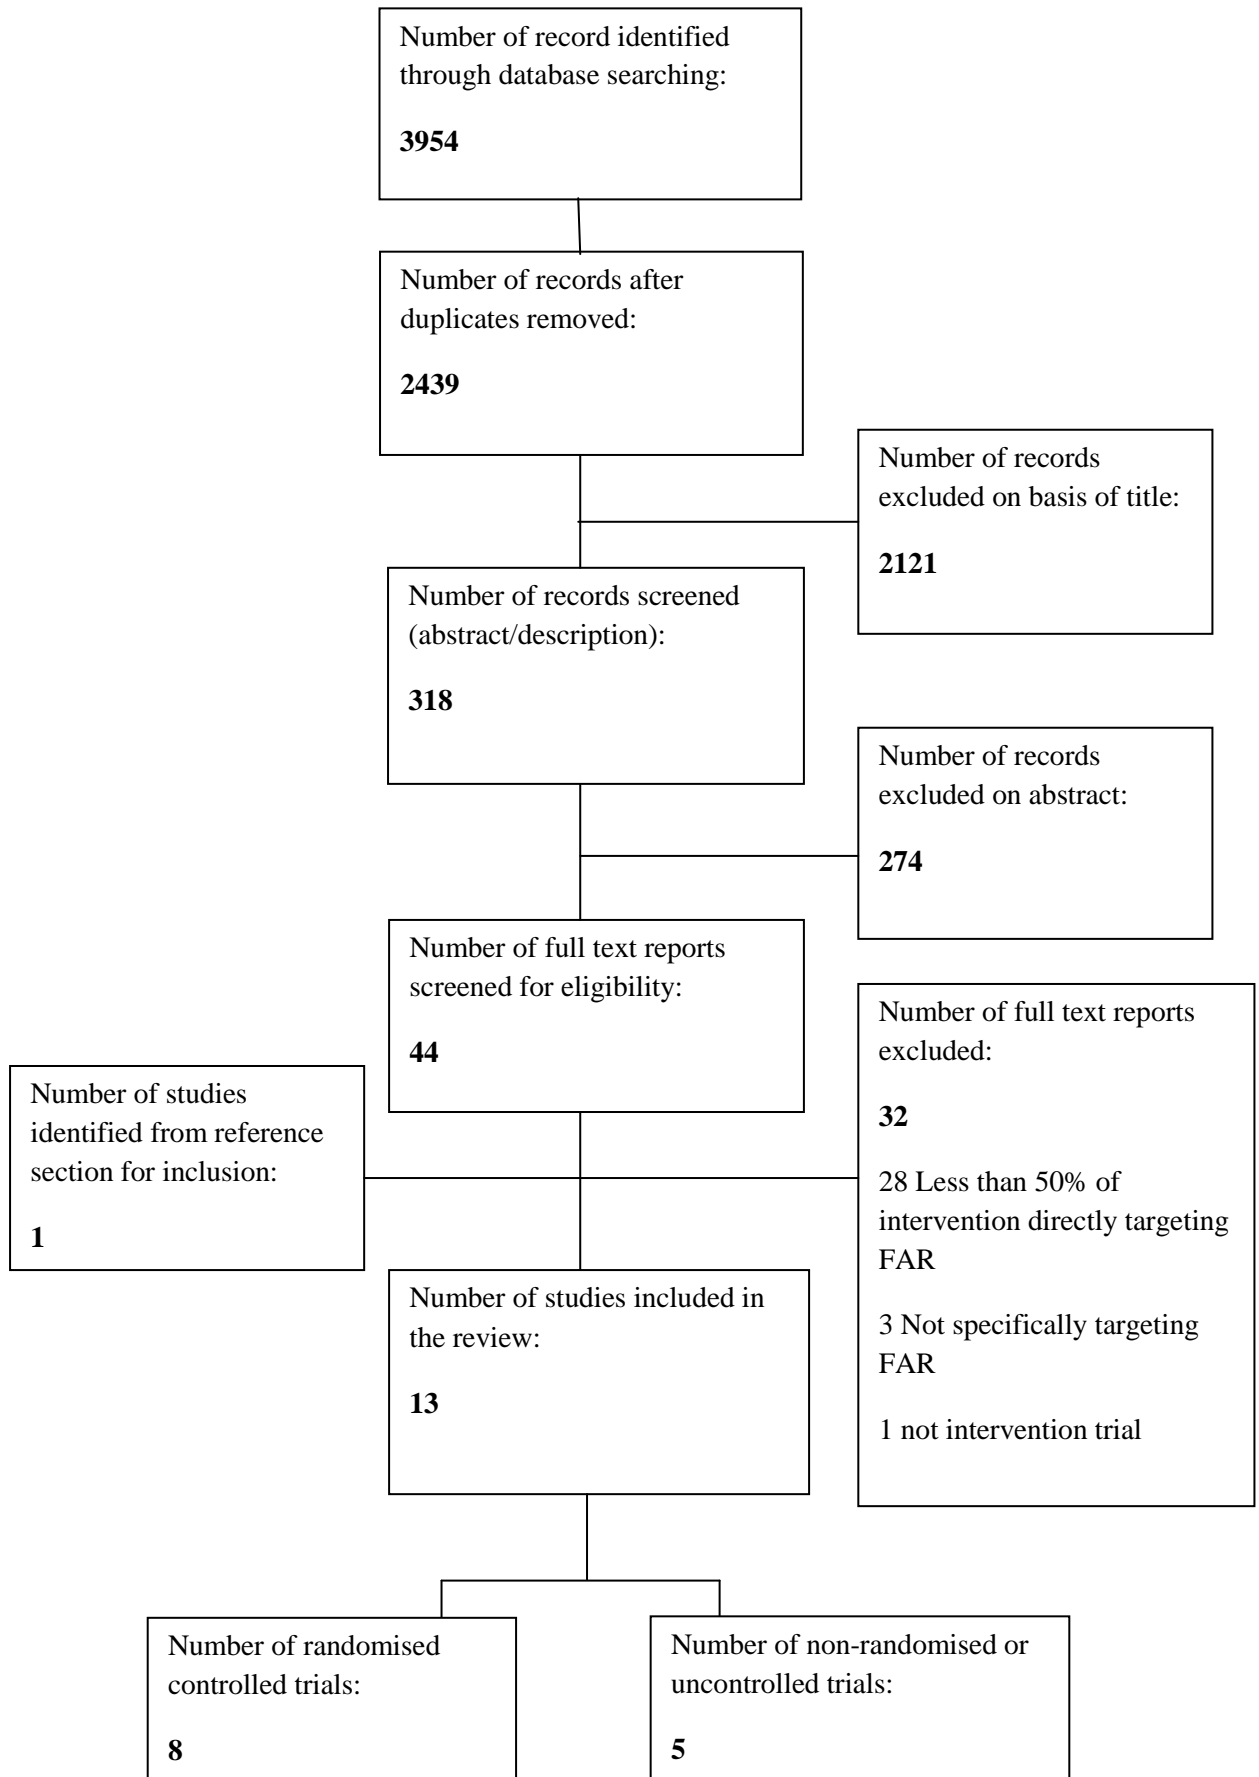 Number of record identified
through database searching:
3954
Number of records after
duplicates removed:
2439
Number of records
excluded on basis of title:
2121
Number of records screened
(abstract/description):
318
Number of records
excluded on abstract:
274
Number of full text reports
screened for eligibility:
44
Number of full text reports
excluded:
32
28 Less than 50% of
intervention directly targeting
FAR
3 Not specifically targeting
FAR
1 not intervention trial
Number of studies
identified from reference
section for inclusion:
1
Number of studies included in
the review:
13
Number of randomised
controlled trials:
8
Number of non-randomised or
uncontrolled trials:
5